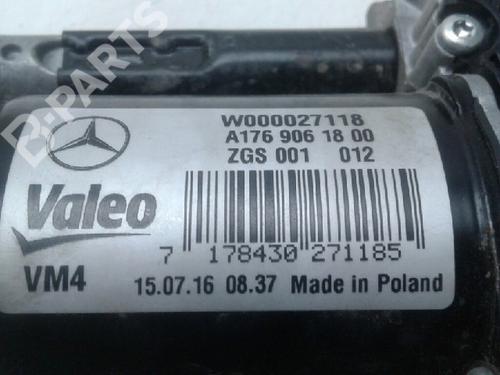 B-PARTS
W000027118
A176 906 18 00
ZGS 001 012
Valeo
7 178430 271185
VM4 15.07.16 08.37 Made in Poland